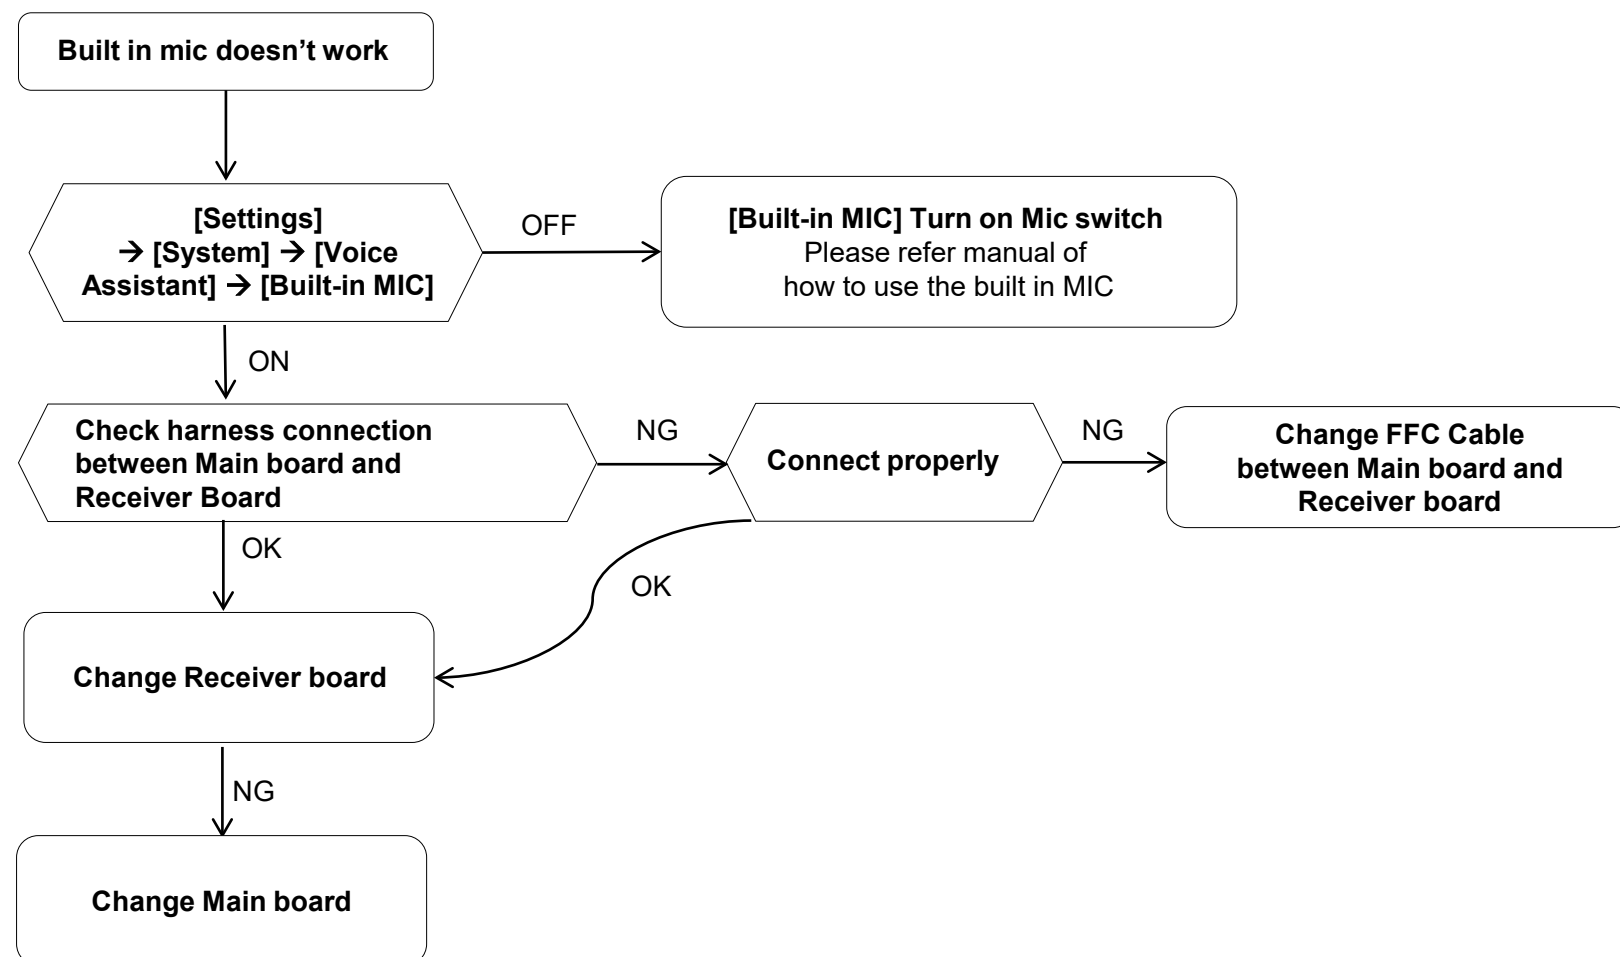 Built in mic doesn’t work
[Settings]
→ [System] → [Voice
Assistant] → [Built-in MIC]
OFF
[Built-in MIC] Turn on Mic switch
Please refer manual of
how to use the built in MIC
ON
Check harness connection
between Main board and
Receiver Board
NG
Connect properly
NG
Change FFC Cable
between Main board and
Receiver board
OK
OK
Change Receiver board
NG
Change Main board